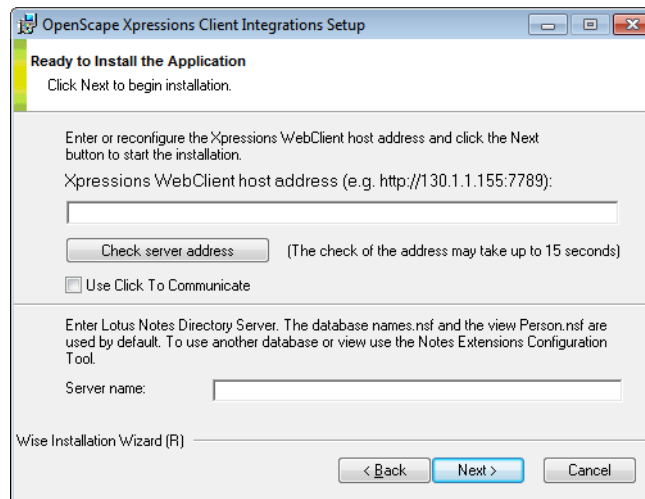 OpenScape Xpressions Client Integrations Setup
Ready to Install the Application
Click Next to begin installation.
Enter or reconfigure the Xpressions WebClient host address and click the Next
button to start the installation.
Xpressions WebClient host address (e.g. http://130.1.1.155:7789):
Check server address (The check of the address may take up to 15 seconds)
Use Click To Communicate
Enter Lotus Notes Directory Server. The database names.nsf and the view Person.nsf are
used by default. To use another database or view use the Notes Extensions Configuration
Tool.
Server name:
Wise Installation Wizard (R)
< Back Next > Cancel